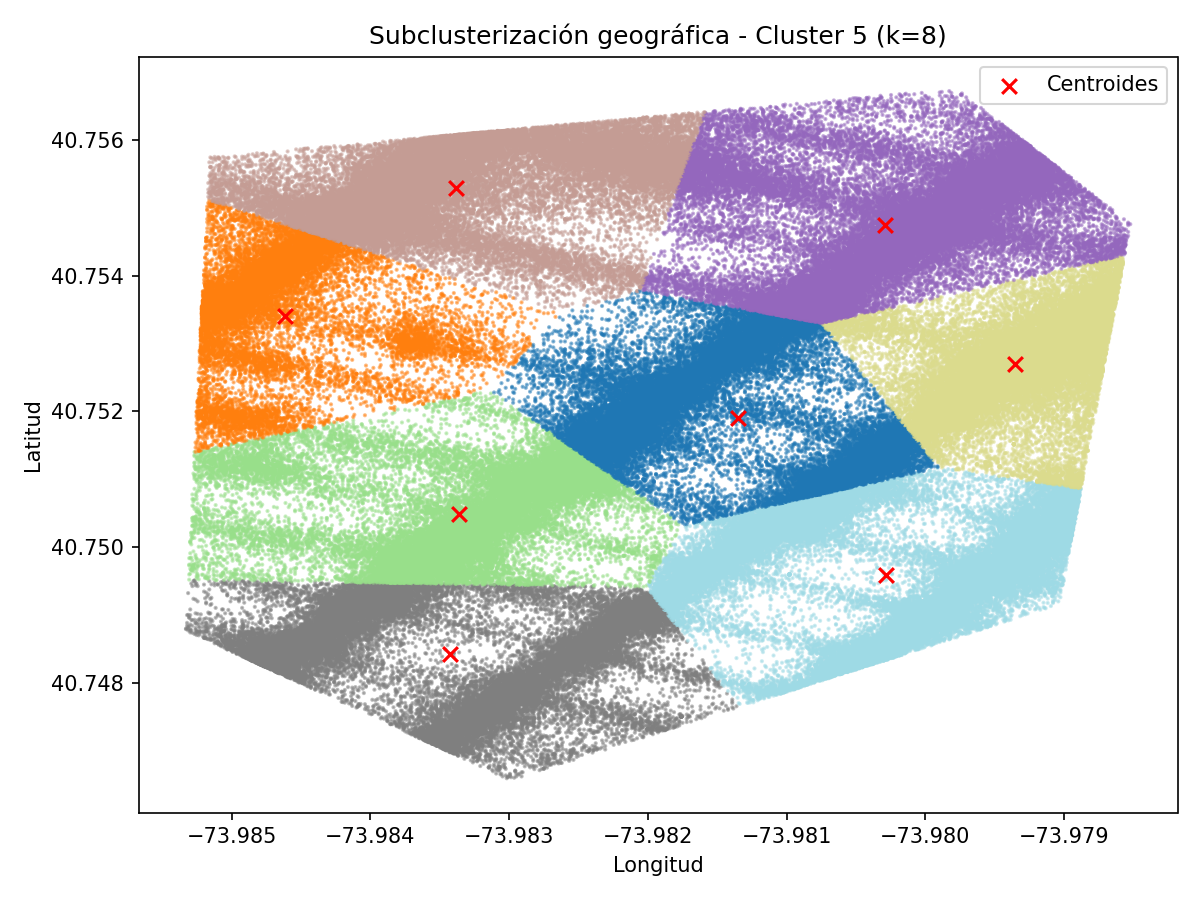 Subclusterización geográfica - Cluster 5 (k=8)
Centroides
40.756
40.754
40.752
40.750
40.748
Latitud
−73.985 −73.984 −73.983 −73.982 −73.981 −73.980 −73.979
Longitud